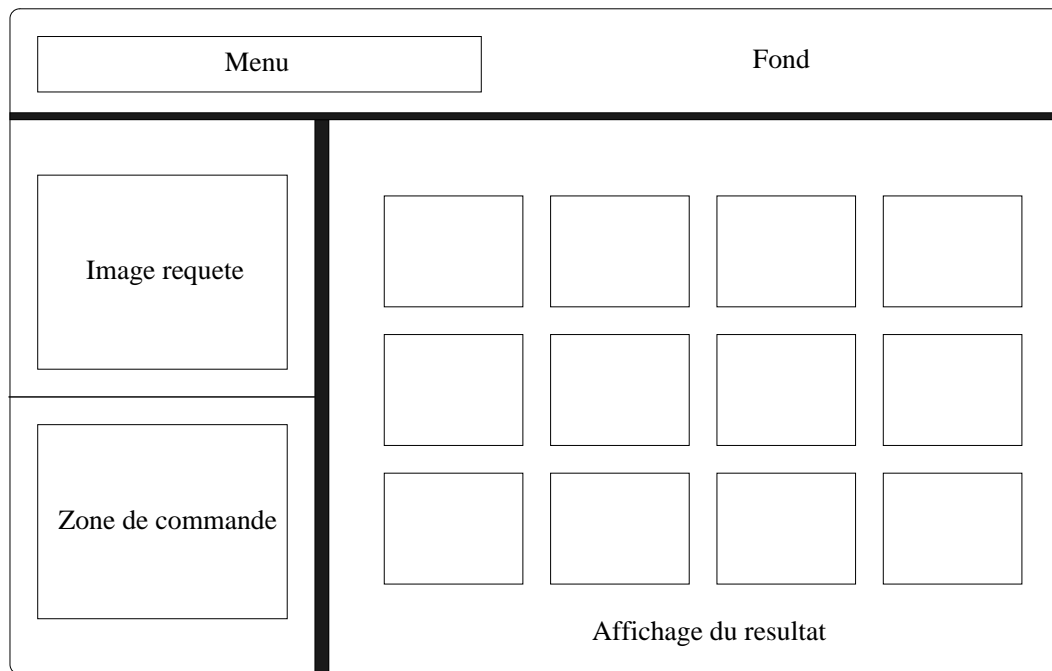 Menu
Fond
Image requete
Zone de commande
Affichage du resultat